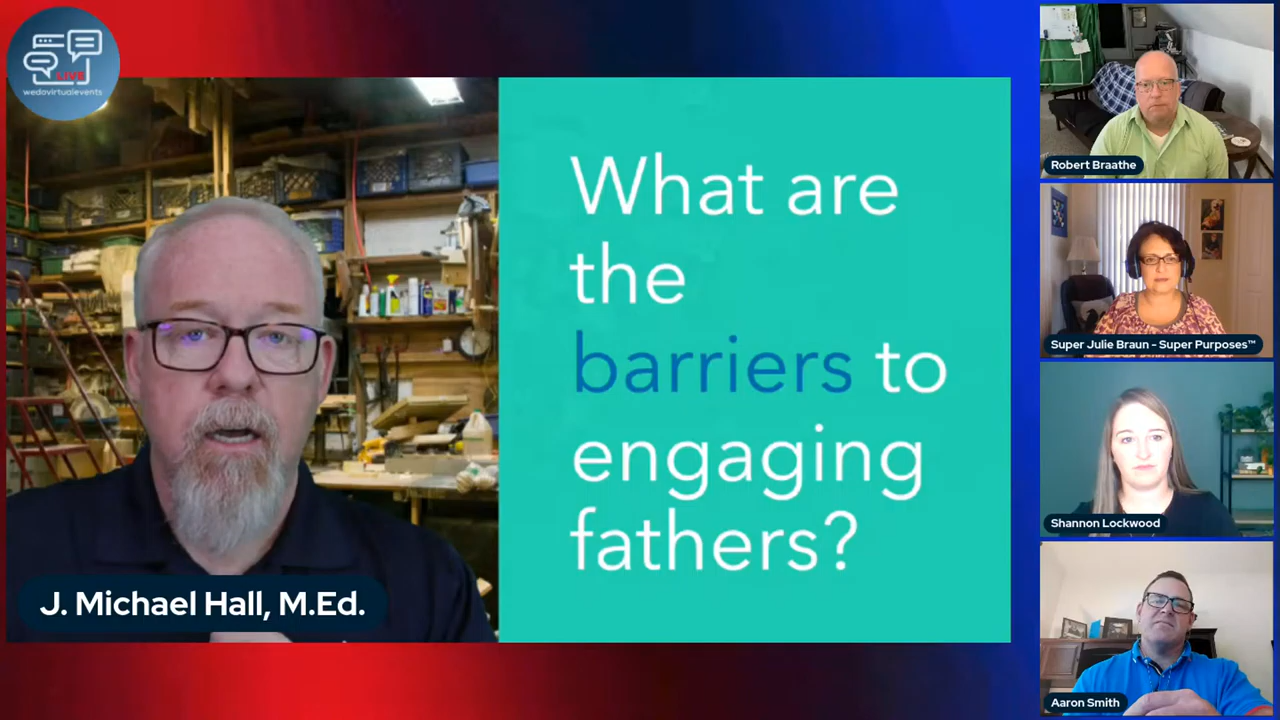 LIVE
wedovirtualevents
What are
the
barriers to
engaging
fathers?
J. Michael Hall, M.Ed.
Robert Braathe
Super Julie Braun - Super Purposes™
Shannon Lockwood
Aaron Smith